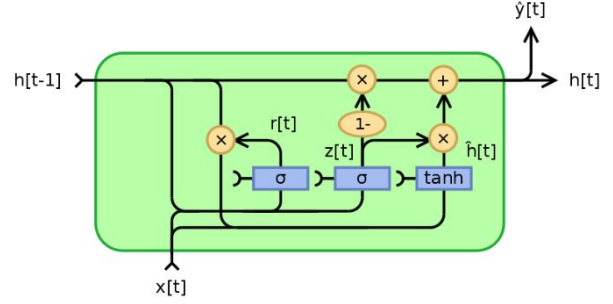 ŷ[t]
h[t-1]
×
+
h[t]
1-
r[t]
×
z[t]
×
ĥ[t]
σ
σ
tanh
x[t]